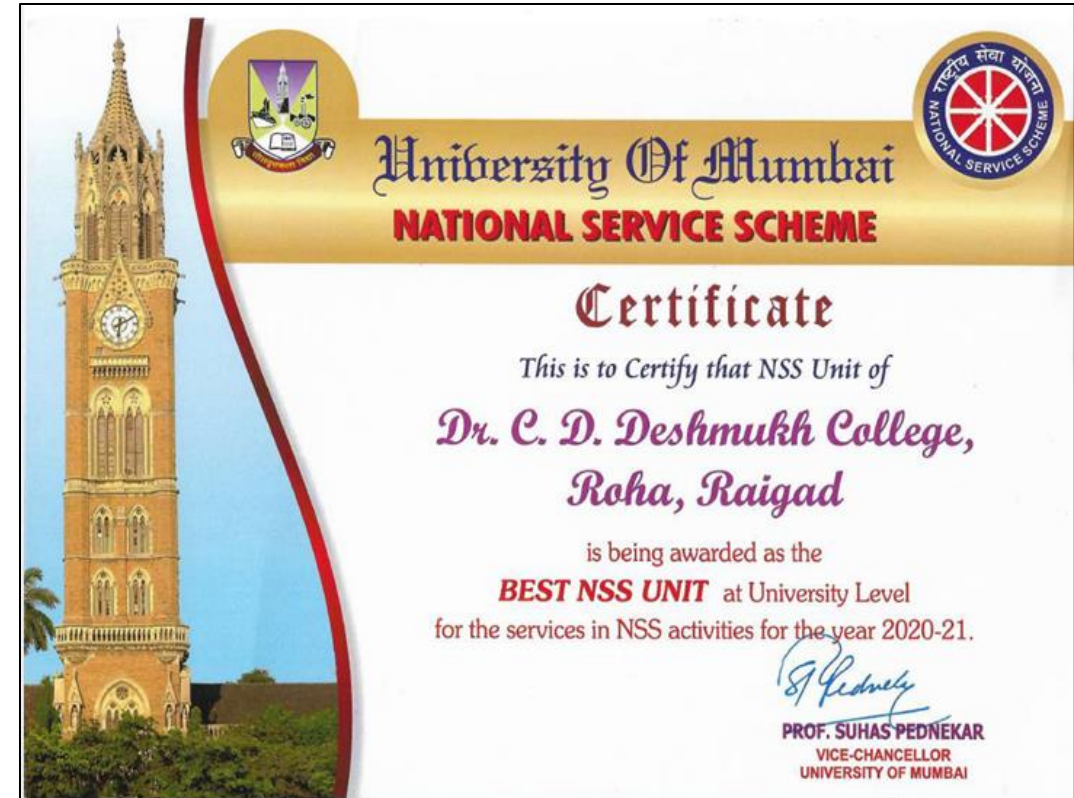 University Of Mumbai
NATIONAL SERVICE SCHEME
राष्ट्रीय सेवा योजना
NATIONAL SERVICE SCHEME
Certificate
This is to Certify that NSS Unit of
Dr. C. D. Deshmukh College,
Roha, Raigad
is being awarded as the
BEST NSS UNIT at University Level
for the services in NSS activities for the year 2020-21.
PROF. SUHAS PEDNEKAR
VICE-CHANCELLOR
UNIVERSITY OF MUMBAI